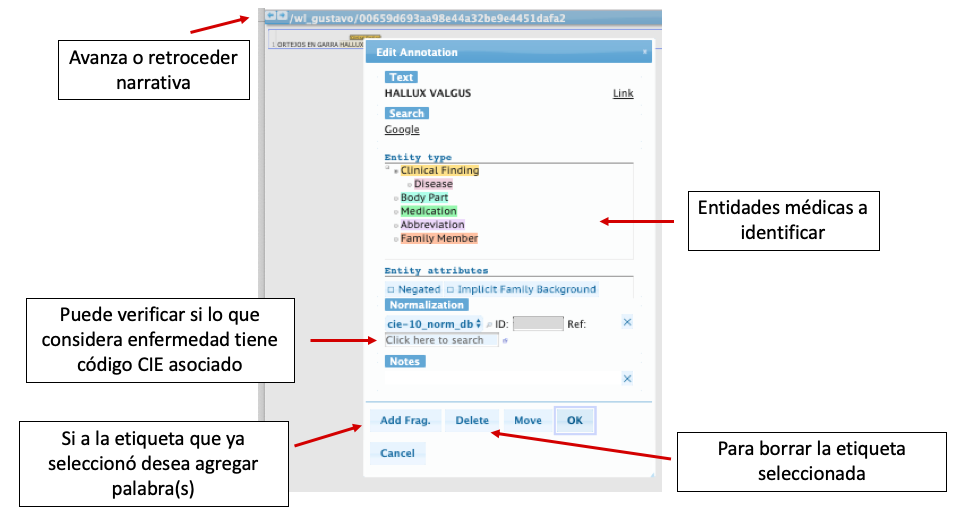 /wl_gustavo/00659d693aa98e44a32be9e4451dafa2
Avanza o retroceder
narrativa
1 ORTEJOS EN GARRA HALLUX
Edit Annotation
Text
HALLUX VALGUS
Link
Search
Google
Entity type
Clinical Finding
Disease
Body Part
Medication
Abbreviation
Family Member
Entidades médicas a
identificar
Entity attributes
Negated Implicit Family Background
Normalization
cie-10_norm_db ID: Ref:
Click here to search
Puede verificar si lo que
considera enfermedad tiene
código CIE asociado
Notes
Add Frag. Delete Move OK
Cancel
Si a la etiqueta que ya
seleccionó desea agregar
palabra(s)
Para borrar la etiqueta
seleccionada